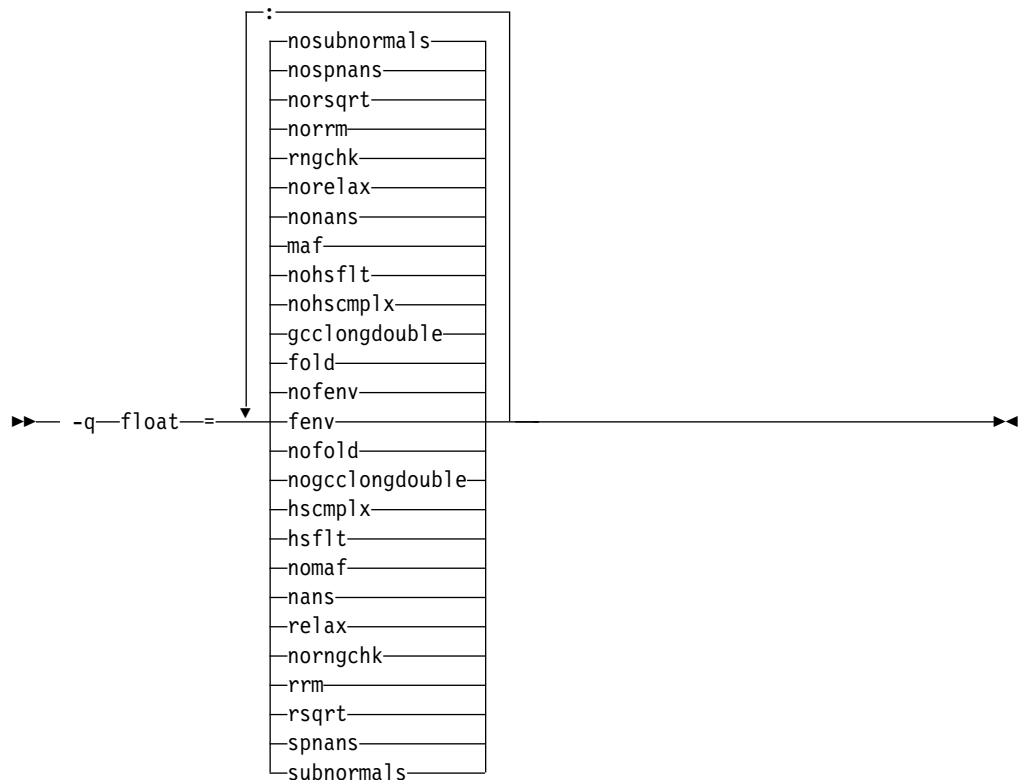 :
nosubnormals
nospnans
norsqrt
norrm
rngchk
norelax
nonans
maf
nohsflt
nohscmplx
gcclongdouble
fold
nofenv
-q float = fenv
nofold
nogcclongdouble
hscmplx
hsflt
nomaf
nans
relax
norngchk
rrm
rsqrt
spnans
subnormals